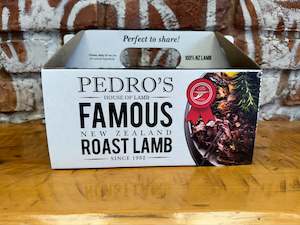 Perfect to share!
100% NZ LAMB
PEDRO'S
HOUSE OF LAMB
FAMOUS
NEW ZEALAND
ROAST LAMB
SINCE 1982